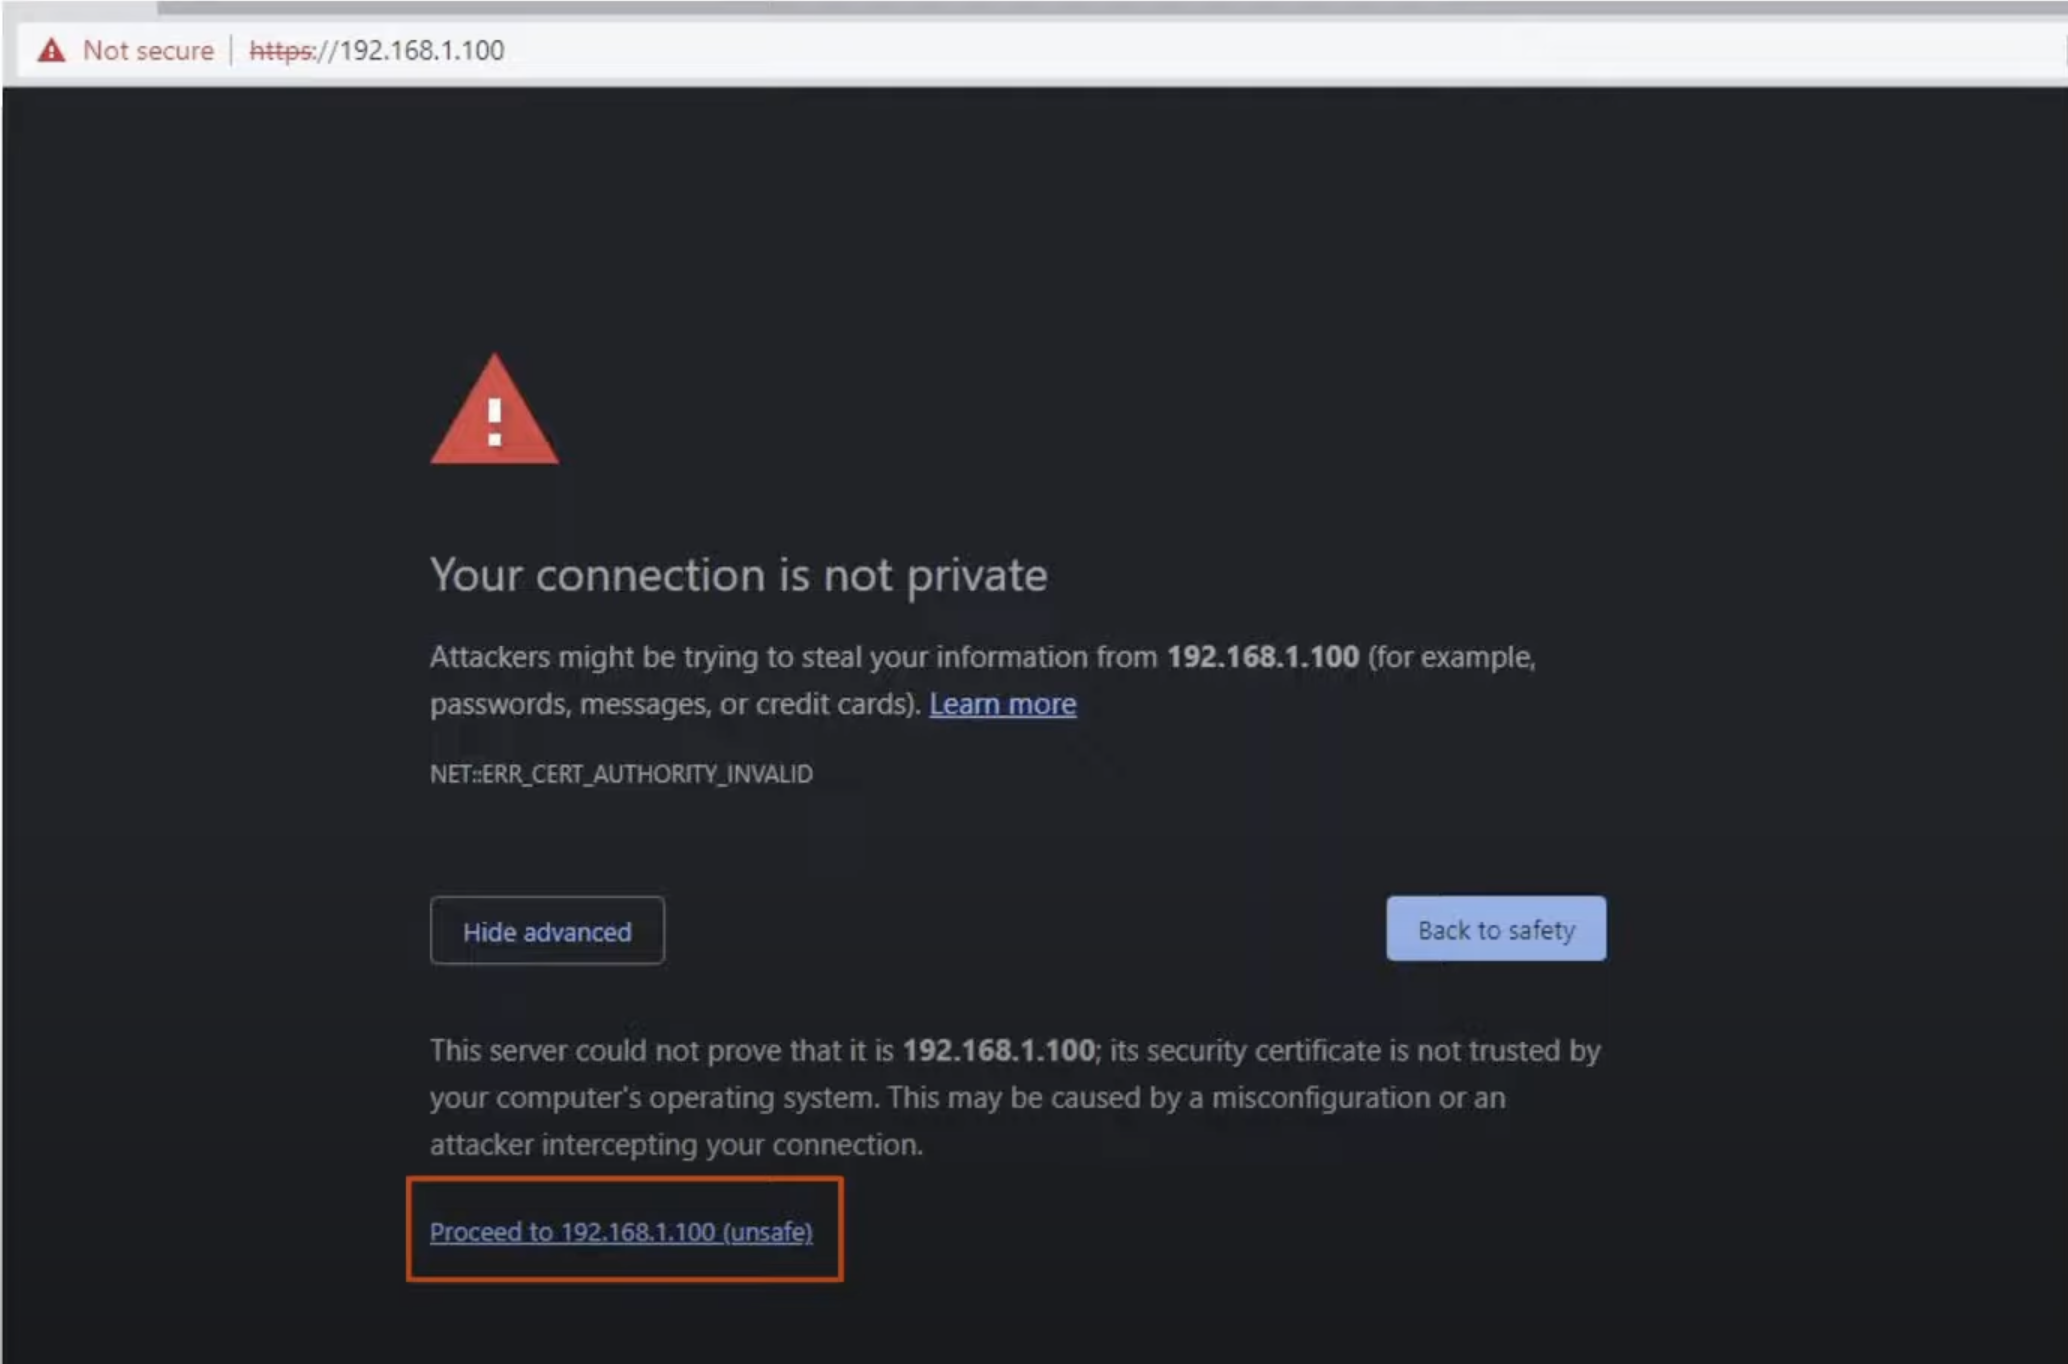 Not secure | https://192.168.1.100
Your connection is not private
Attackers might be trying to steal your information from 192.168.1.100 (for example,
passwords, messages, or credit cards). Learn more
NET::ERR_CERT_AUTHORITY_INVALID
Hide advanced
Back to safety
This server could not prove that it is 192.168.1.100; its security certificate is not trusted by
your computer's operating system. This may be caused by a misconfiguration or an
attacker intercepting your connection.
Proceed to 192.168.1.100 (unsafe)